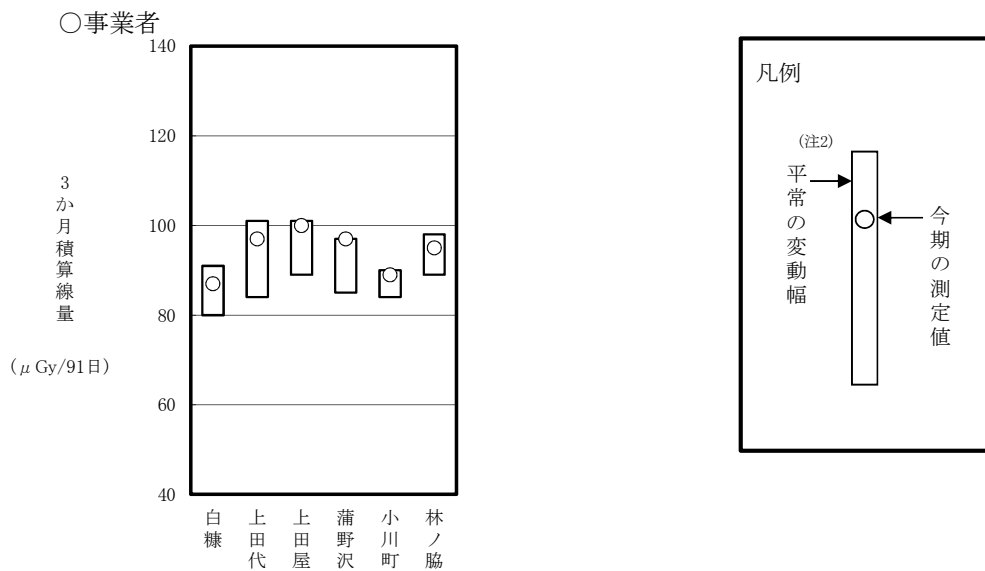 ○事業者
140
120
100
80
60
40
3か月積算線量
(μGy/91日)
白糠
上田代
上田屋
蒲野沢
小川町
林ノ脇
凡例
(注2)
平常の変動幅
今期の測定値